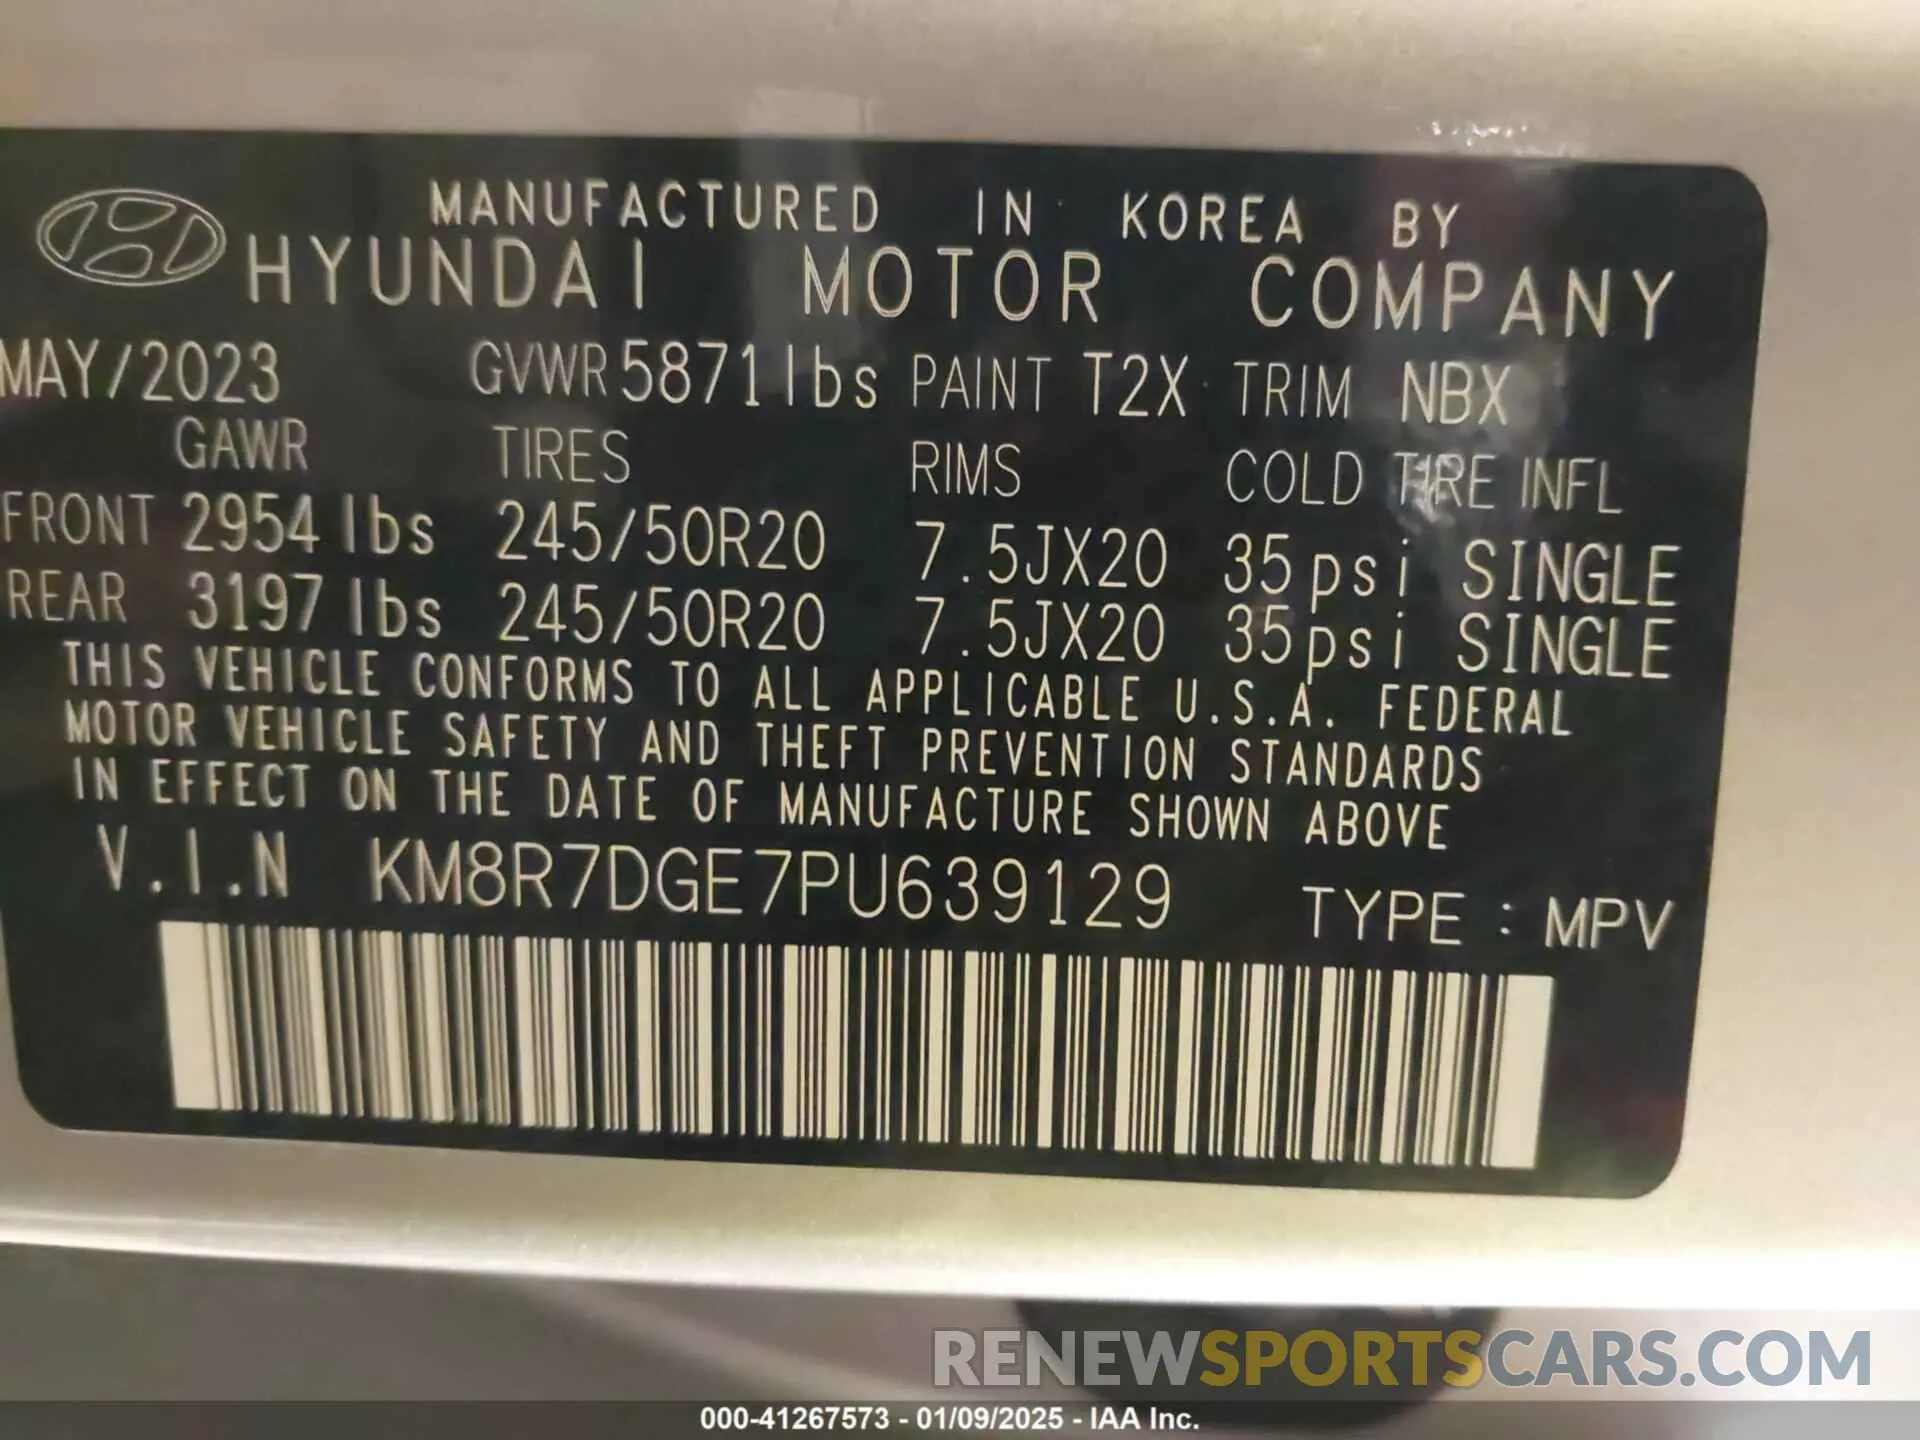 MANUFACTURED IN KOREA BY
HYUNDAI MOTOR COMPANY
MAY/2023 GVWR 5871lbs PAINT T2X TRIM NBX
GAWR TIRES RIMS COLD TIRE INFL
FRONT 2954 lbs 245/50R20 7.5JX20 35psi SINGLE
REAR 3197 lbs 245/50R20 7.5JX20 35psi SINGLE
THIS VEHICLE CONFORMS TO ALL APPLICABLE U.S.A. FEDERAL
MOTOR VEHICLE SAFETY AND THEFT PREVENTION STANDARDS
IN EFFECT ON THE DATE OF MANUFACTURE SHOWN ABOVE
V.I.N KM8R7DGE7PU639129 TYPE : MPV
RENEWSPORTSCARS.COM
000-41267573 - 01/09/2025 - IAA Inc.